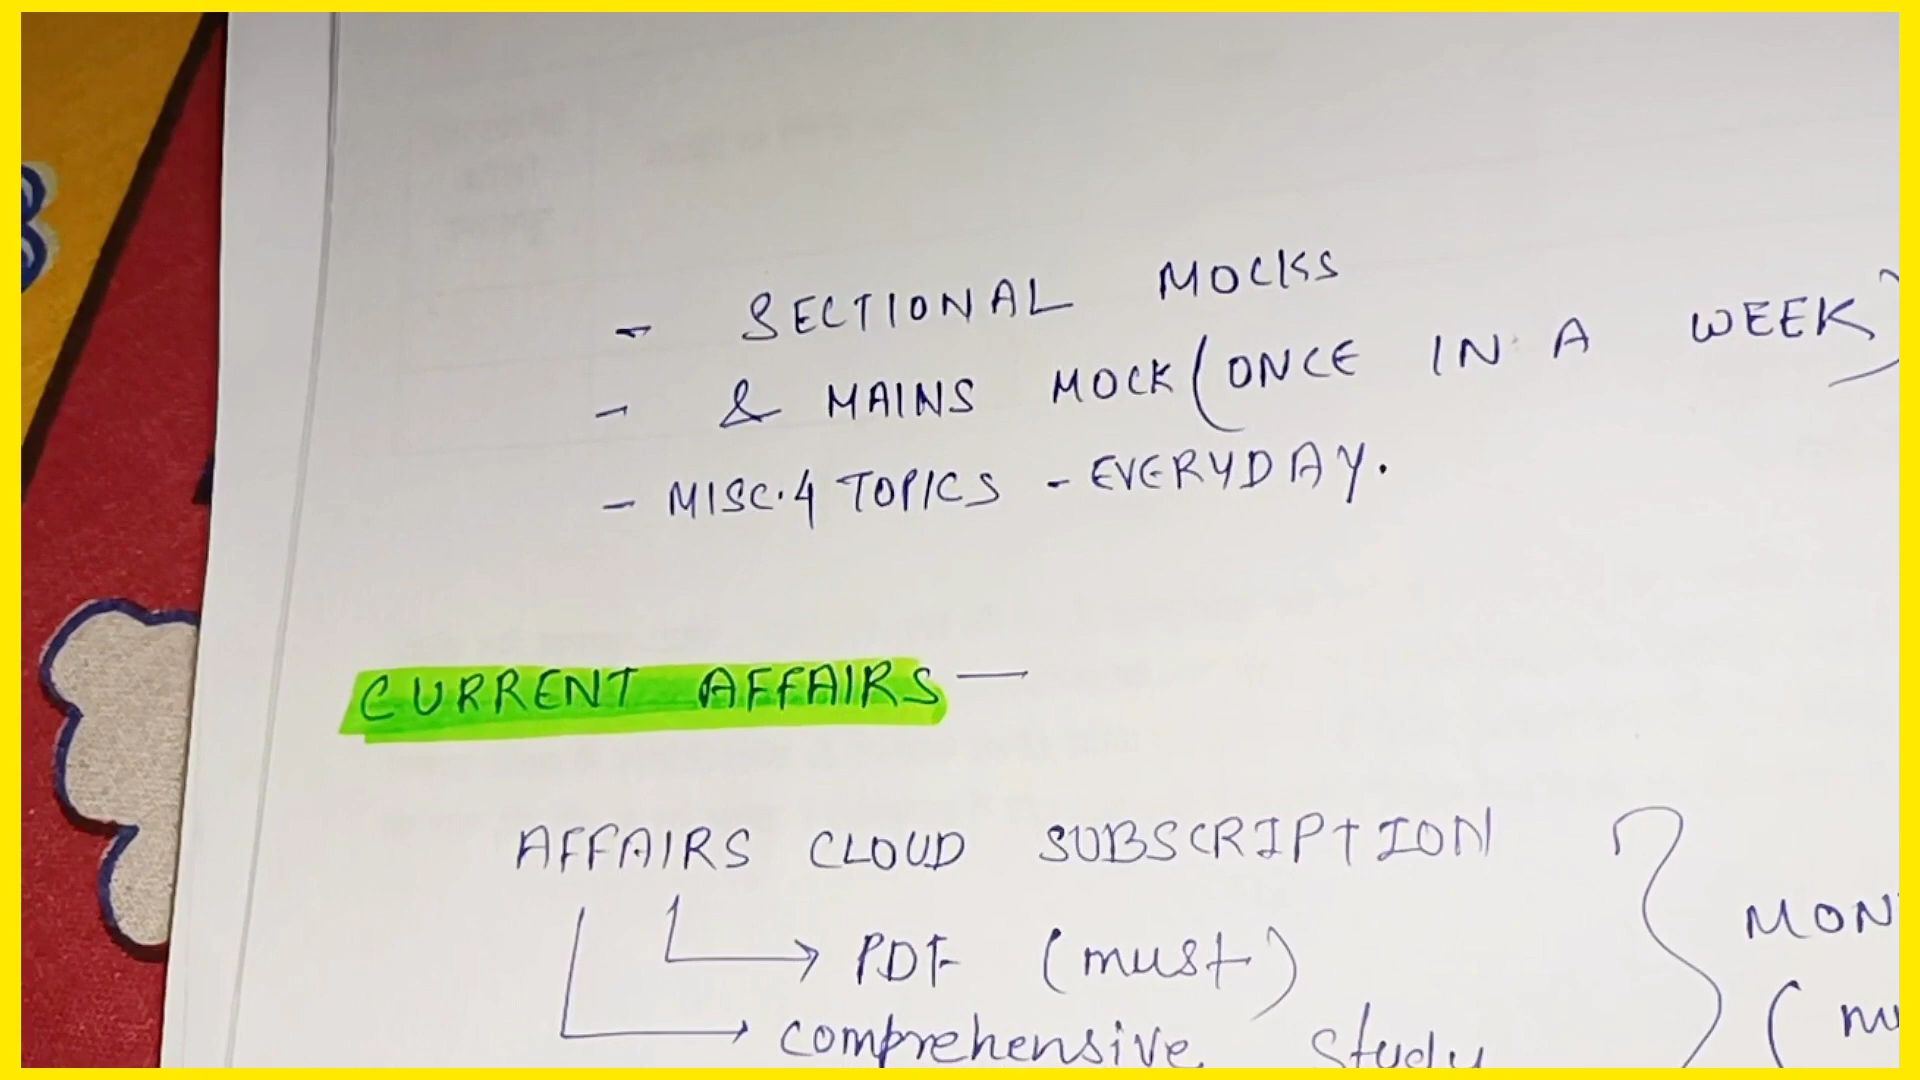 - SECTIONAL MOCKS
- & MAINS MOCK (ONCE IN A WEEK)
- MISC. 4 TOPICS - EVERYDAY.
CURRENT AFFAIRS —
AFFAIRS CLOUD SUBSCRIPTION
PDF (must)
comprehensive study